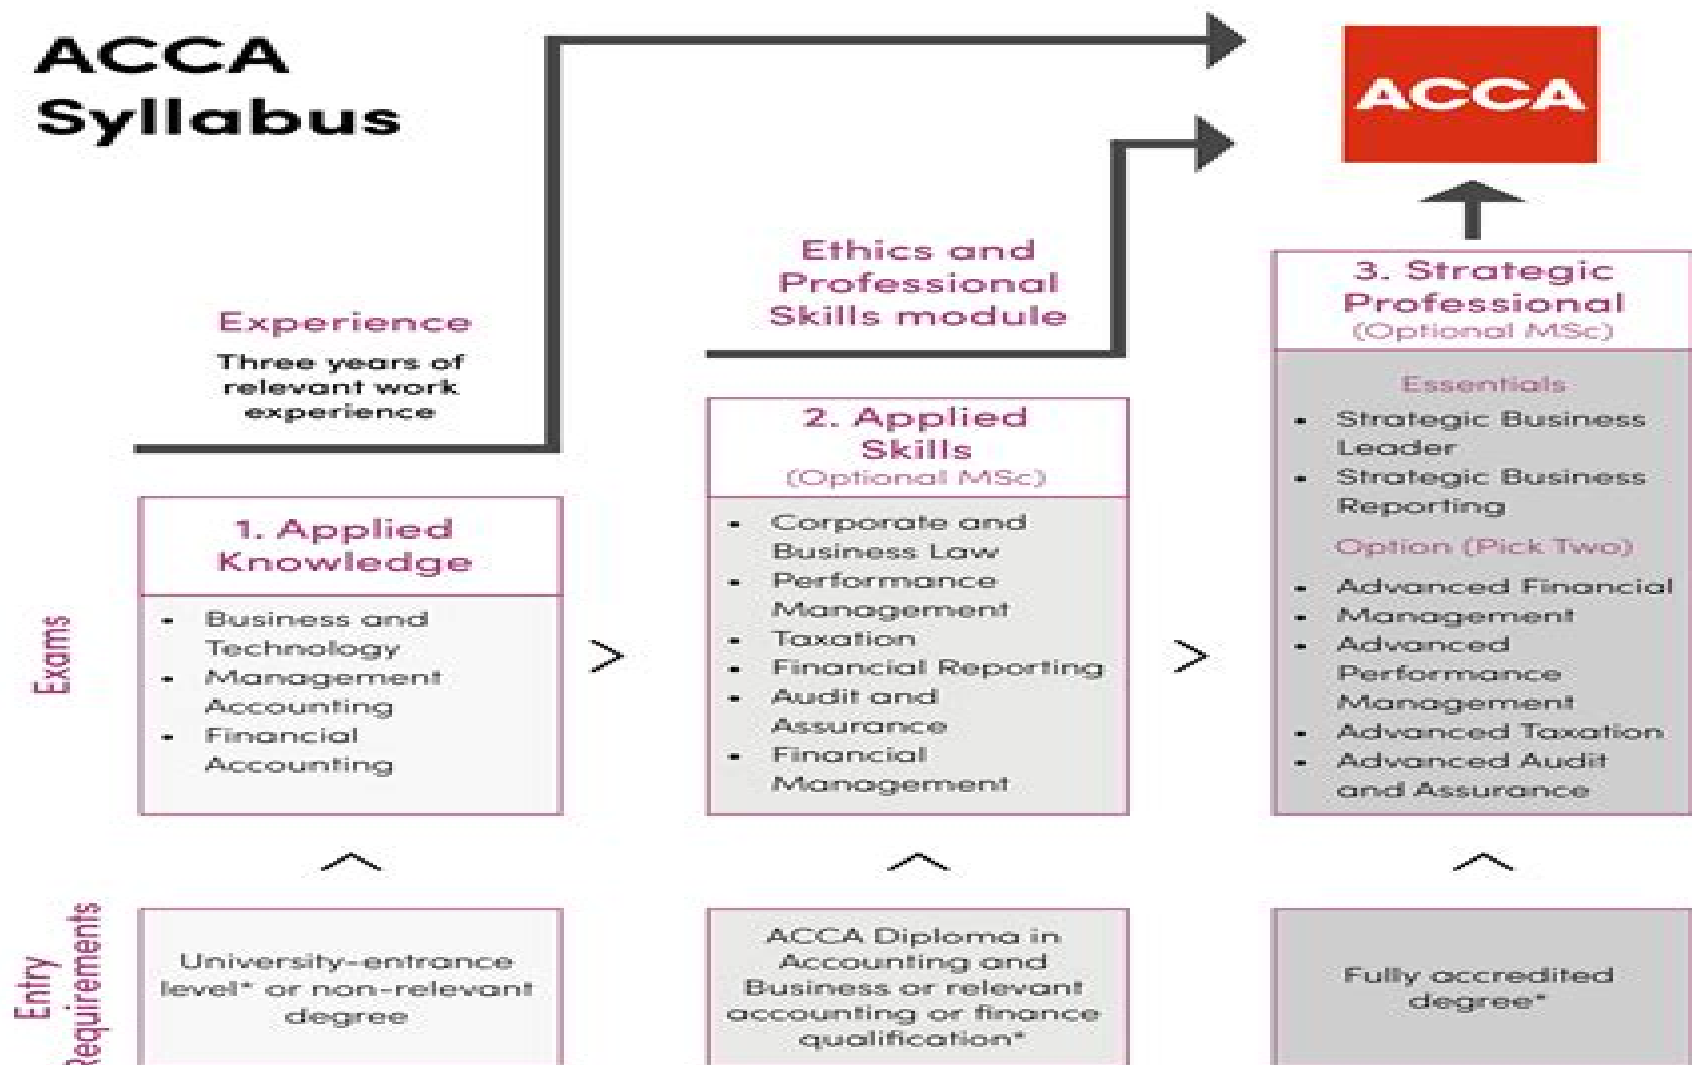 ACCA
Syllabus
ACCA
Experience
Three years of
relevant work
experience
Ethics and
Professional
Skills module
1. Applied
Knowledge
• Business and
Technology
• Management
Accounting
• Financial
Accounting
>
2. Applied
Skills
(Optional MSc)
• Corporate and
Business Law
• Performance
Management
• Taxation
• Financial Reporting
• Audit and
Assurance
• Financial
Management
>
3. Strategic
Professional
(Optional MSc)
Essentials
• Strategic Business
Leader
• Strategic Business
Reporting
Option (Pick Two)
• Advanced Financial
• Management
• Advanced
Performance
Management
• Advanced Taxation
• Advanced Audit
and Assurance
Exams
Entry
Requirements
University-entrance
level* or non-relevant
degree
ACCA Diploma in
Accounting and
Business or relevant
accounting or finance
qualification*
Fully accredited
degree*